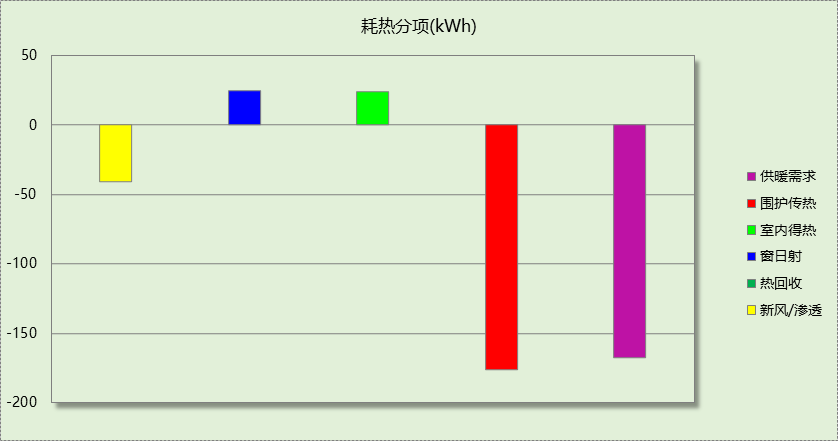 耗热分项(kWh)
50
0
-50
-100
-150
-200
供暖需求
围护传热
室内得热
窗日射
热回收
新风/渗透